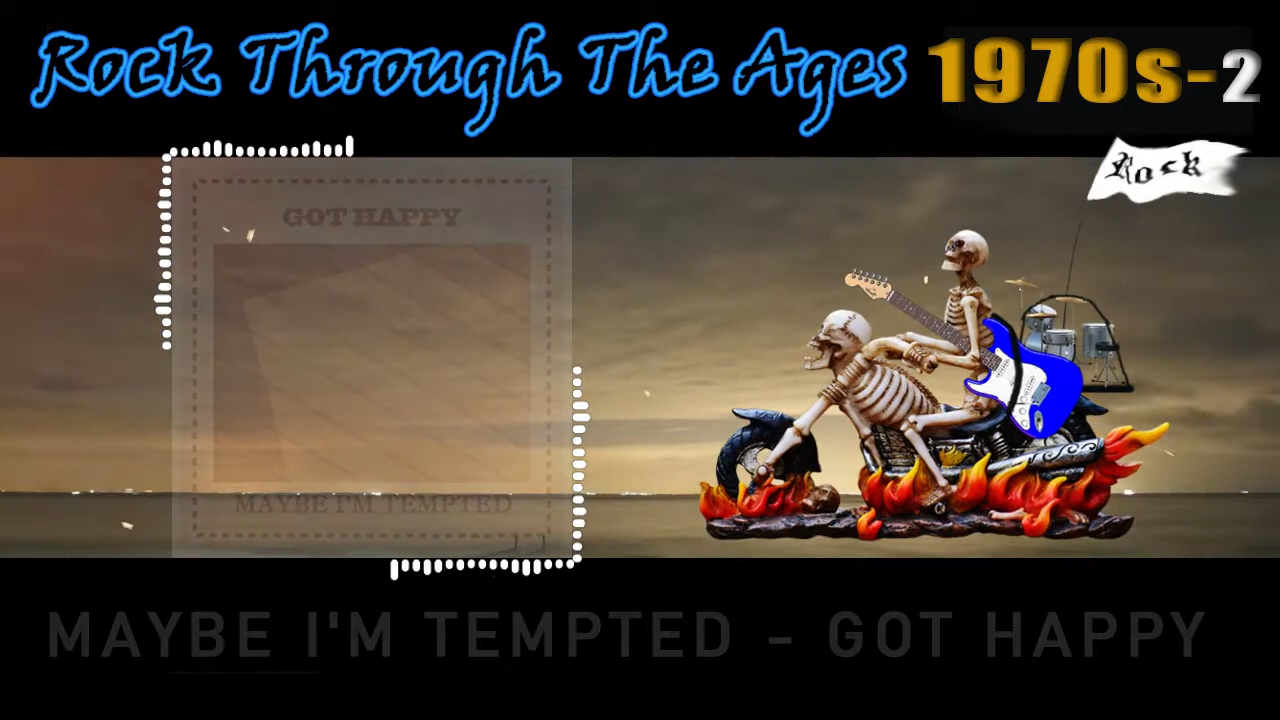 Rock Through The Ages 1970s-2
Rock
GOT HAPPY
MAYBE I'M TEMPTED
MAYBE I'M TEMPTED - GOT HAPPY